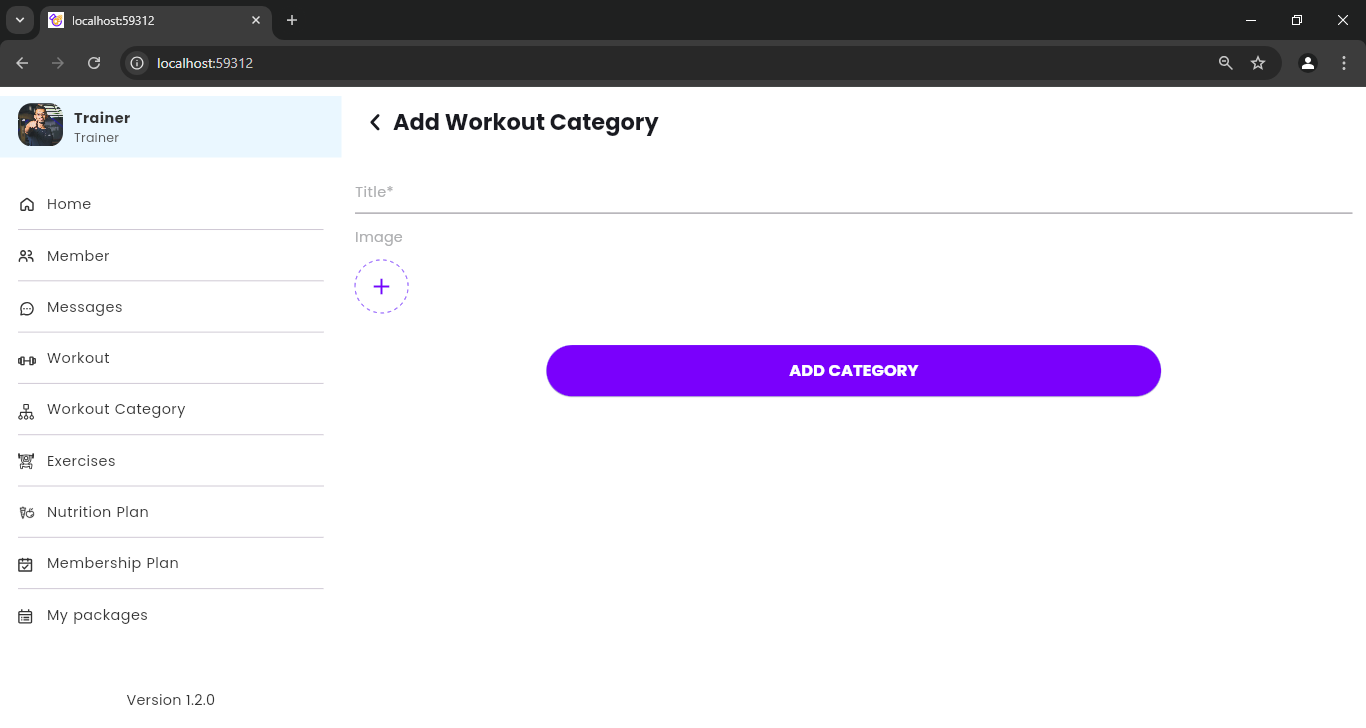 localhost:59312
localhost:59312
Trainer
Trainer
Add Workout Category
Title*
Image
ADD CATEGORY
Home
Member
Messages
Workout
Workout Category
Exercises
Nutrition Plan
Membership Plan
My packages
Version 1.2.0